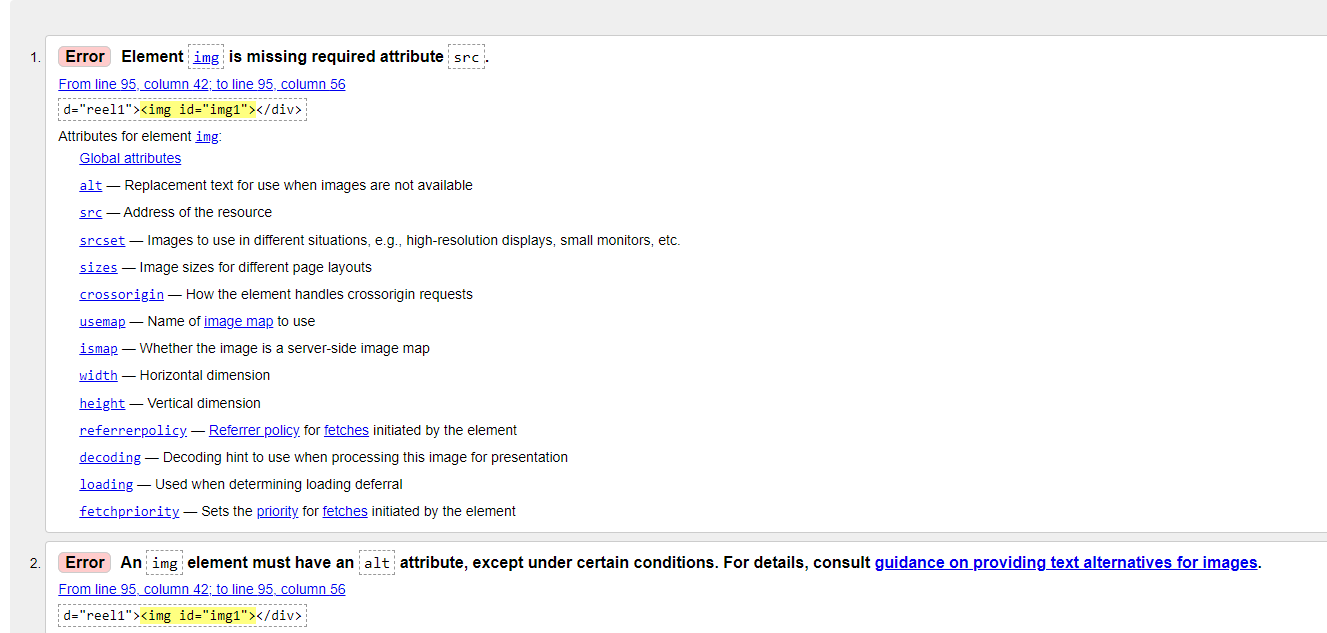 1. Error Element img is missing required attribute src.
From line 95, column 42; to line 95, column 56
d="reel1"><img id="img1"></div>
Attributes for element img:
Global attributes
alt — Replacement text for use when images are not available
src — Address of the resource
srcset — Images to use in different situations, e.g., high-resolution displays, small monitors, etc.
sizes — Image sizes for different page layouts
crossorigin — How the element handles crossorigin requests
usemap — Name of image map to use
ismap — Whether the image is a server-side image map
width — Horizontal dimension
height — Vertical dimension
referrerpolicy — Referrer policy for fetches initiated by the element
decoding — Decoding hint to use when processing this image for presentation
loading — Used when determining loading deferral
fetchpriority — Sets the priority for fetches initiated by the element
2. Error An img element must have an alt attribute, except under certain conditions. For details, consult guidance on providing text alternatives for images.
From line 95, column 42; to line 95, column 56
d="reel1"><img id="img1"></div>